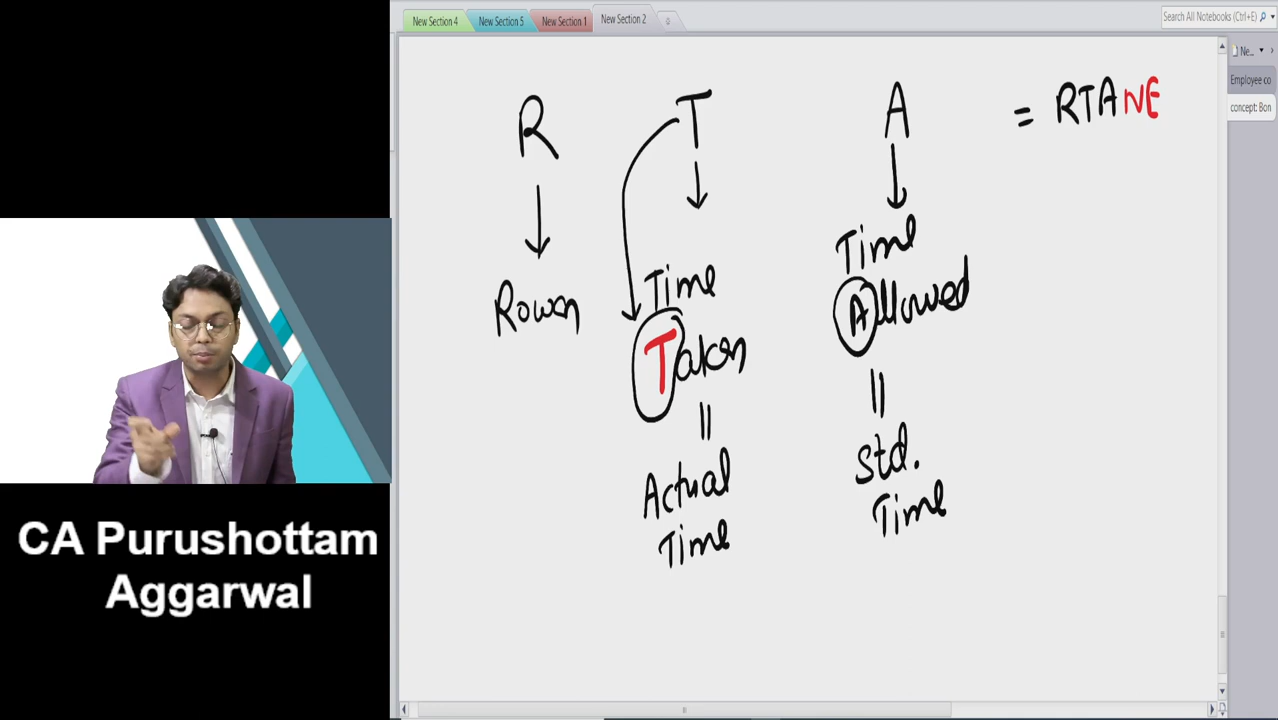 New Section 4
New Section 5
New Section 1
New Section 2
Search All Notebooks (Ctrl+E)
Ne...
Employee co
concept: Bon
R T A = RTANE
Rowan
Time
Taken
=
Actual
Time
Time
Allowed
=
Std.
Time
CA Purushottam
Aggarwal